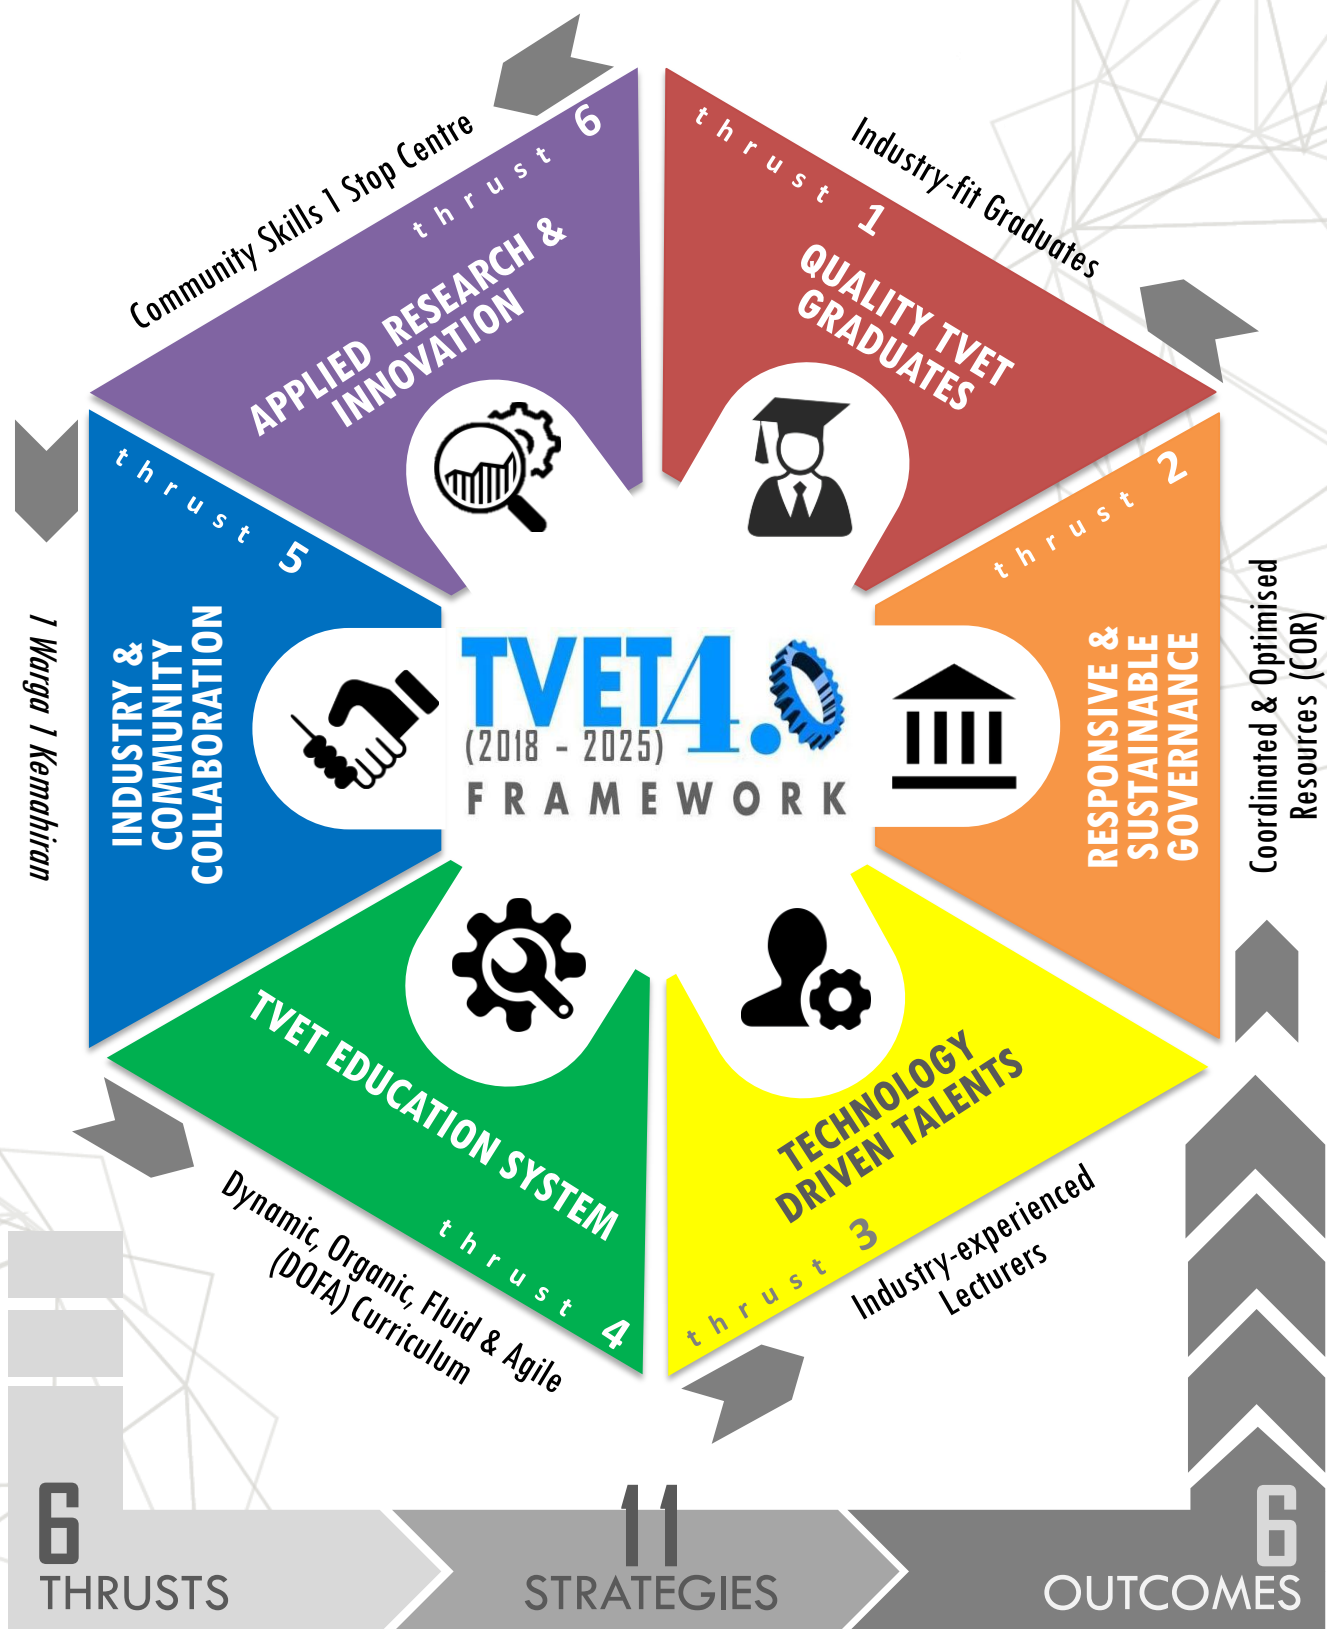 thrust 1
QUALITY TVET
GRADUATES
Industry-fit Graduates
thrust 2
RESPONSIVE &
SUSTAINABLE
GOVERNANCE
Coordinated & Optimised
Resources (COR)
TECHNOLOGY
DRIVEN TALENTS
thrust 3
Industry-experienced
Lecturers
TVET EDUCATION SYSTEM
thrust 4
Dynamic, Organic, Fluid & Agile
(DOFA) Curriculum
thrust 5
INDUSTRY &
COMMUNITY
COLLABORATION
1 Warga 1 Kemahiran
thrust 6
APPLIED RESEARCH &
INNOVATION
Community Skills 1 Stop Centre
TVET 4.0
(2018 - 2025)
FRAMEWORK
6
THRUSTS
11
STRATEGIES
6
OUTCOMES